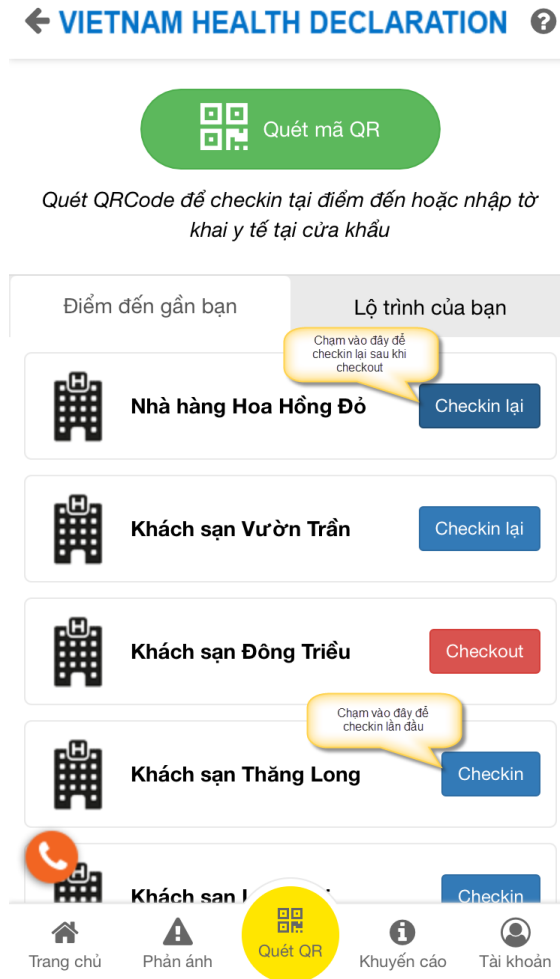 VIETNAM HEALTH DECLARATION
Quét mã QR
Quét QRCode để checkin tại điểm đến hoặc nhập tờ
khai y tế tại cửa khẩu
Điểm đến gần bạn
Lộ trình của bạn
Chạm vào đây để
checkin lại sau khi
checkout
Nhà hàng Hoa Hồng Đỏ
Checkin lại
Khách sạn Vườn Trần
Checkin lại
Khách sạn Đông Triều
Checkout
Chạm vào đây để
checkin lần đầu
Khách sạn Thăng Long
Checkin
Khách sạn
Checkin
Trang chủ
Phản ánh
Quét QR
Khuyến cáo
Tài khoản